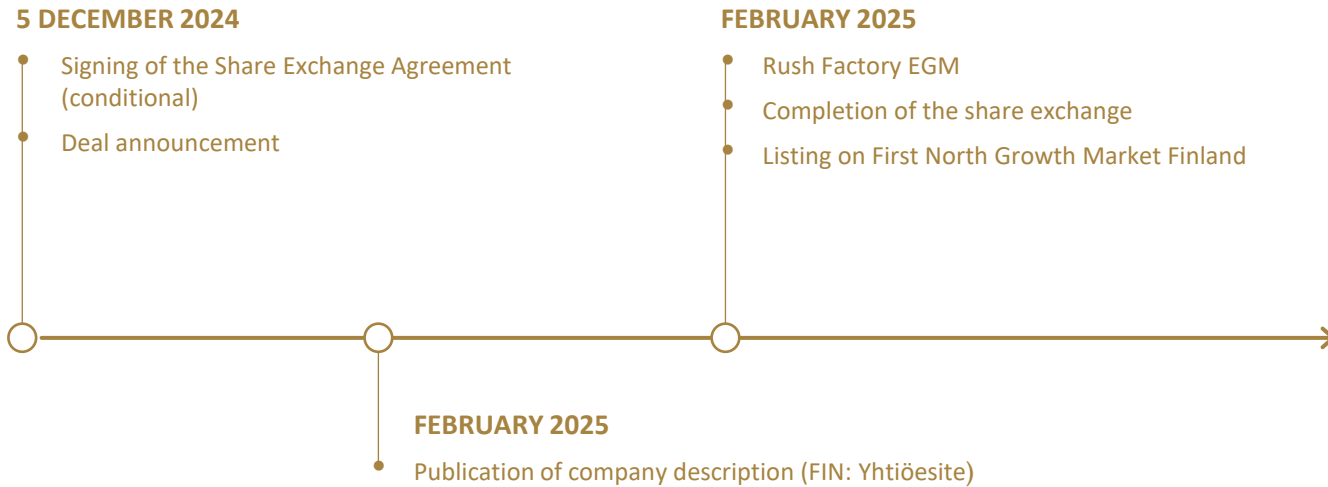 5 DECEMBER 2024
Signing of the Share Exchange Agreement
(conditional)
Deal announcement
FEBRUARY 2025
Publication of company description (FIN: Yhtiöesite)
FEBRUARY 2025
Rush Factory EGM
Completion of the share exchange
Listing on First North Growth Market Finland